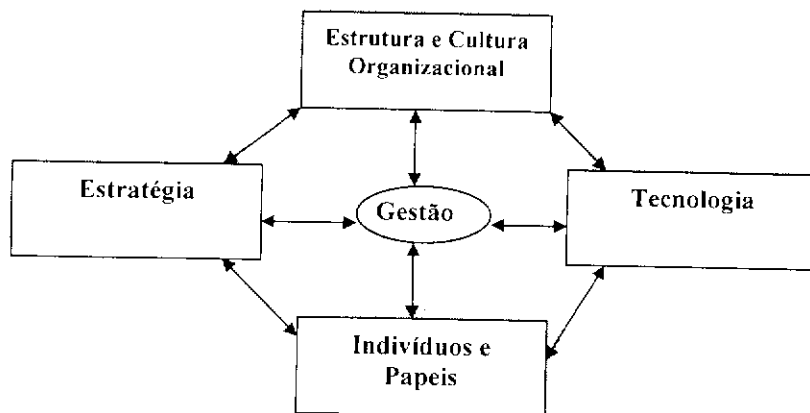 Estrutura e Cultura
Organizacional
Estratégia
Gestão
Tecnologia
Indivíduos e
Papeis